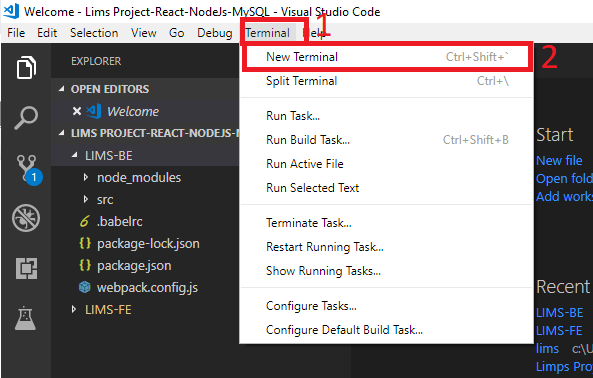 Welcome - Lims Project-React-NodeJs-MySQL - Visual Studio Code
File Edit Selection View Go Debug Terminal Help
1
EXPLORER
OPEN EDITORS
Welcome
LIMS PROJECT-REACT-NODEJS-M
LIMS-BE
node_modules
src
.babelrc
package-lock.json
package.json
webpack.config.js
LIMS-FE
1
New Terminal Ctrl+Shift+`
2
Split Terminal Ctrl+\
Run Task...
Run Build Task... Ctrl+Shift+B
Run Active File
Run Selected Text
Terminate Task...
Restart Running Task...
Show Running Tasks...
Configure Tasks...
Configure Default Build Task...
Start
New file
Open fold
Add works
Recent
LIMS-BE
LIMS-FE
lims c:\U
Limps Pro